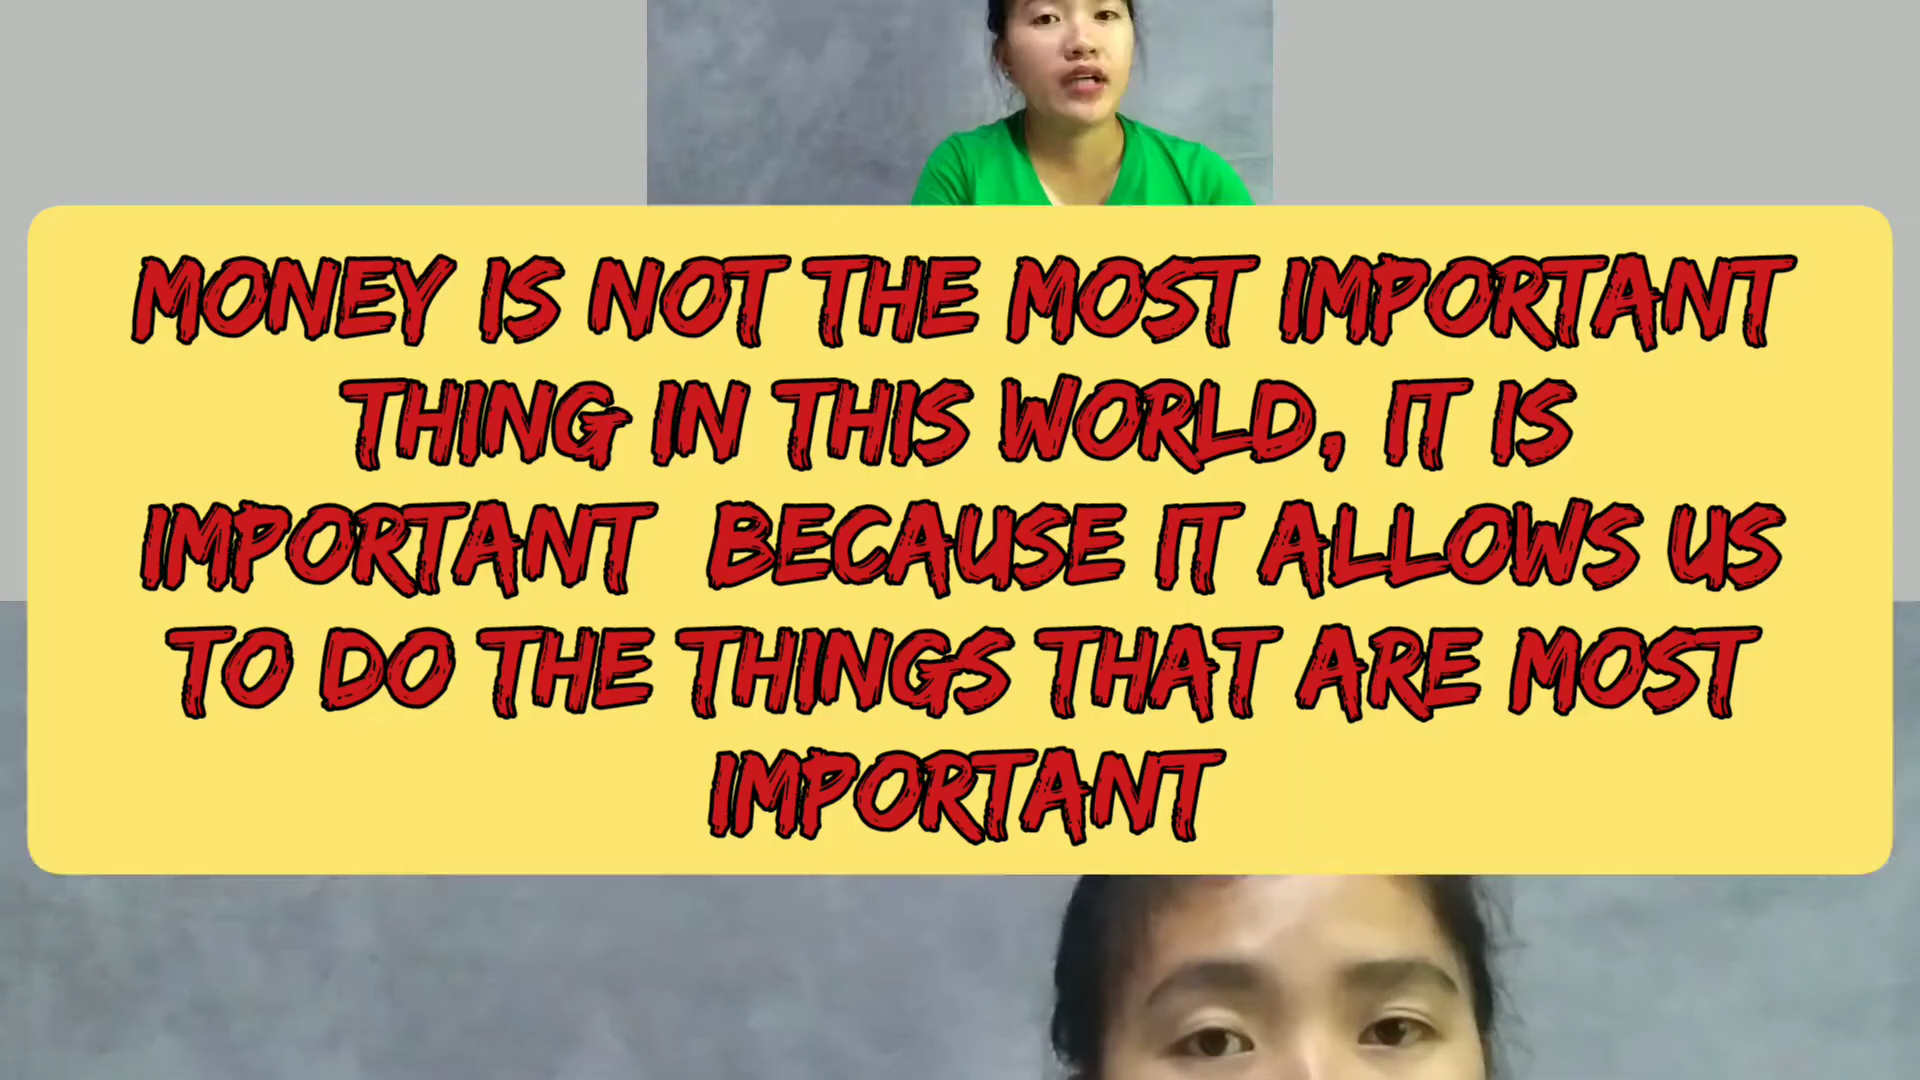 MONEY IS NOT THE MOST IMPORTANT
THING IN THIS WORLD, IT IS
IMPORTANT BECAUSE IT ALLOWS US
TO DO THE THINGS THAT ARE MOST
IMPORTANT